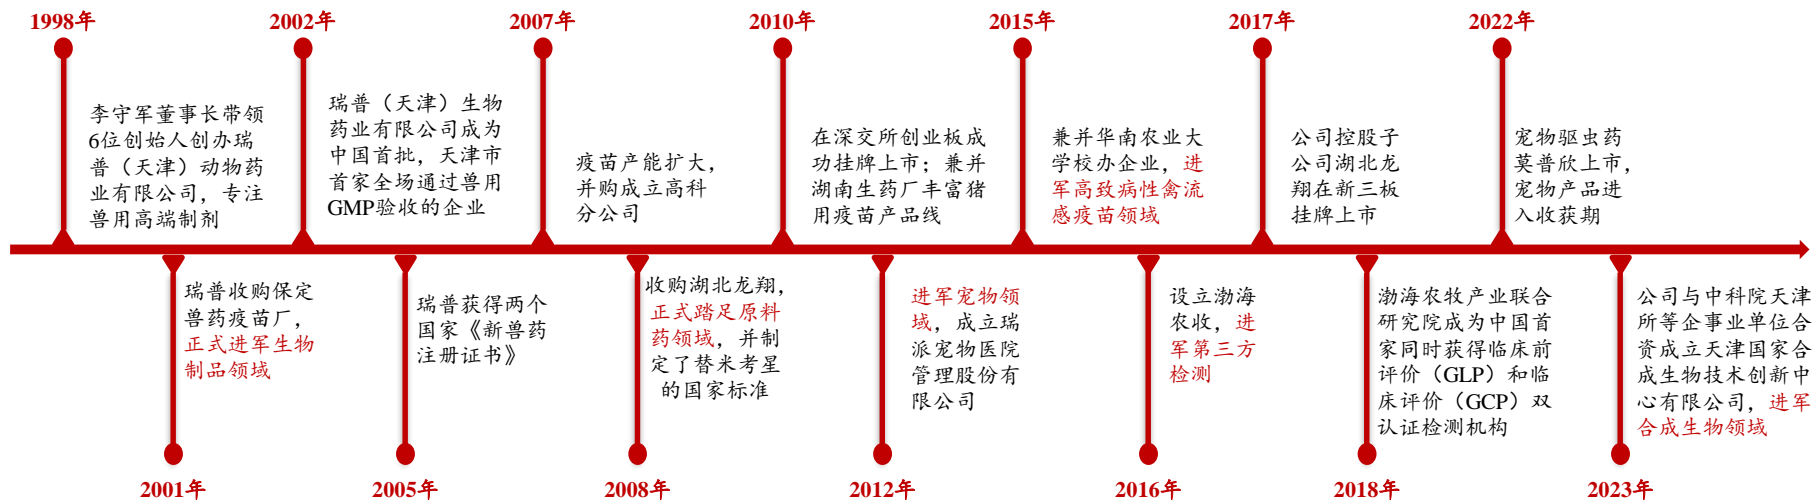 1998年
2002年
2007年
2010年
2015年
2017年
2022年
李守军董事长带领
6位创始人创办瑞
普（天津）动物药
业有限公司，专注
兽用高端制剂
瑞普（天津）生物
药业有限公司成为
中国首批，天津市
首家全场通过兽用
GMP验收的企业
疫苗产能扩大，
并购成立高科
分公司
在深交所创业板成
功挂牌上市；兼并
湖南生药厂丰富猪
用疫苗产品线
兼并华南农业大
学校办企业，进
军高致病性禽流
感疫苗领域
公司控股子
公司湖北龙
翔在新三板
挂牌上市
宠物驱虫药
莫普欣上市，
宠物产品进
入收获期
瑞普收购保定
兽药疫苗厂，
正式进军生物
制品领域
瑞普获得两个
国家《新兽药
注册证书》
收购湖北龙翔，
正式踏足原料
药领域，并制
定了替米考星
的国家标准
进军宠物领
域，成立瑞
派宠物医院
管理股份有
限公司
设立渤海
农收，进
军第三方
检测
渤海农牧产业联合
研究院成为中国首
家同时获得临床前
评价（GLP）和临
床评价（GCP）双
认证检测机构
公司与中科院天津
所等企事业单位合
资成立天津国家合
成生物技术创新中
心有限公司，进军
合成生物领域
2001年
2005年
2008年
2012年
2016年
2018年
2023年